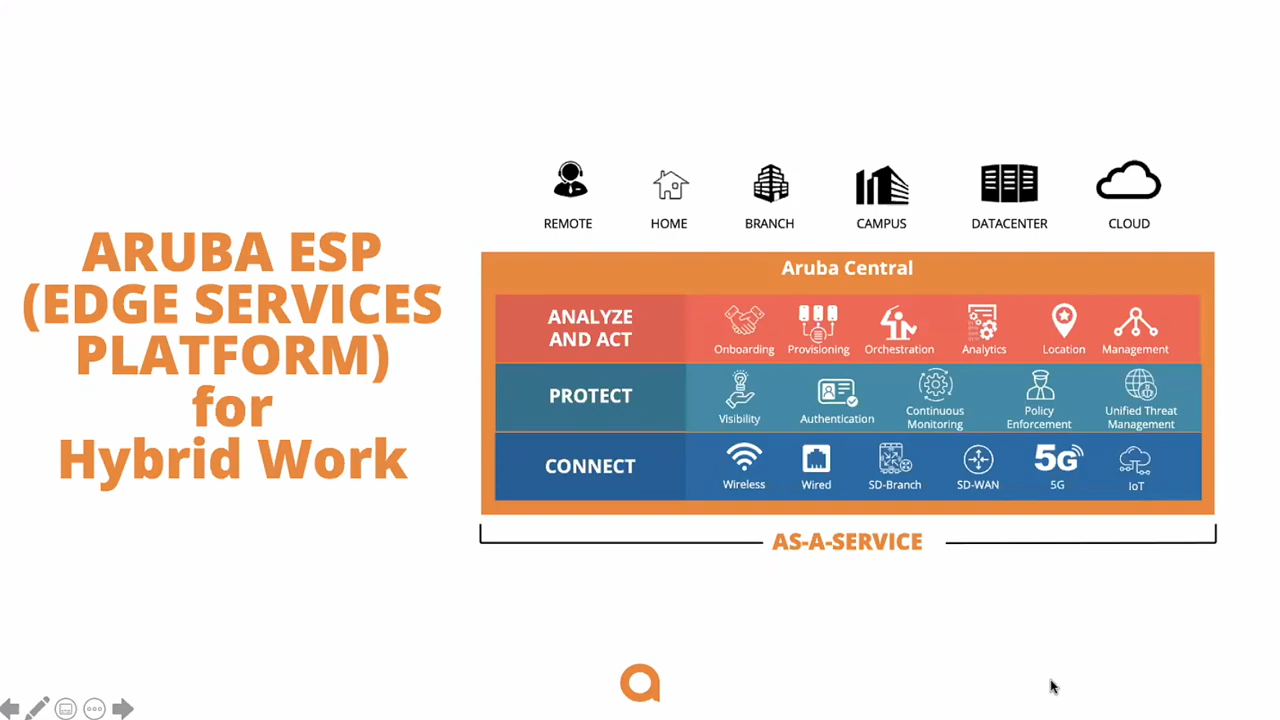 ARUBA ESP
(EDGE SERVICES
PLATFORM)
for
Hybrid Work
REMOTE
HOME
BRANCH
CAMPUS
DATACENTER
CLOUD
Aruba Central
ANALYZE
AND ACT
Onboarding
Provisioning
Orchestration
Analytics
Location
Management
PROTECT
Visibility
Authentication
Continuous
Monitoring
Policy
Enforcement
Unified Threat
Management
CONNECT
Wireless
Wired
SD-Branch
SD-WAN
5G
5G
IoT
AS-A-SERVICE